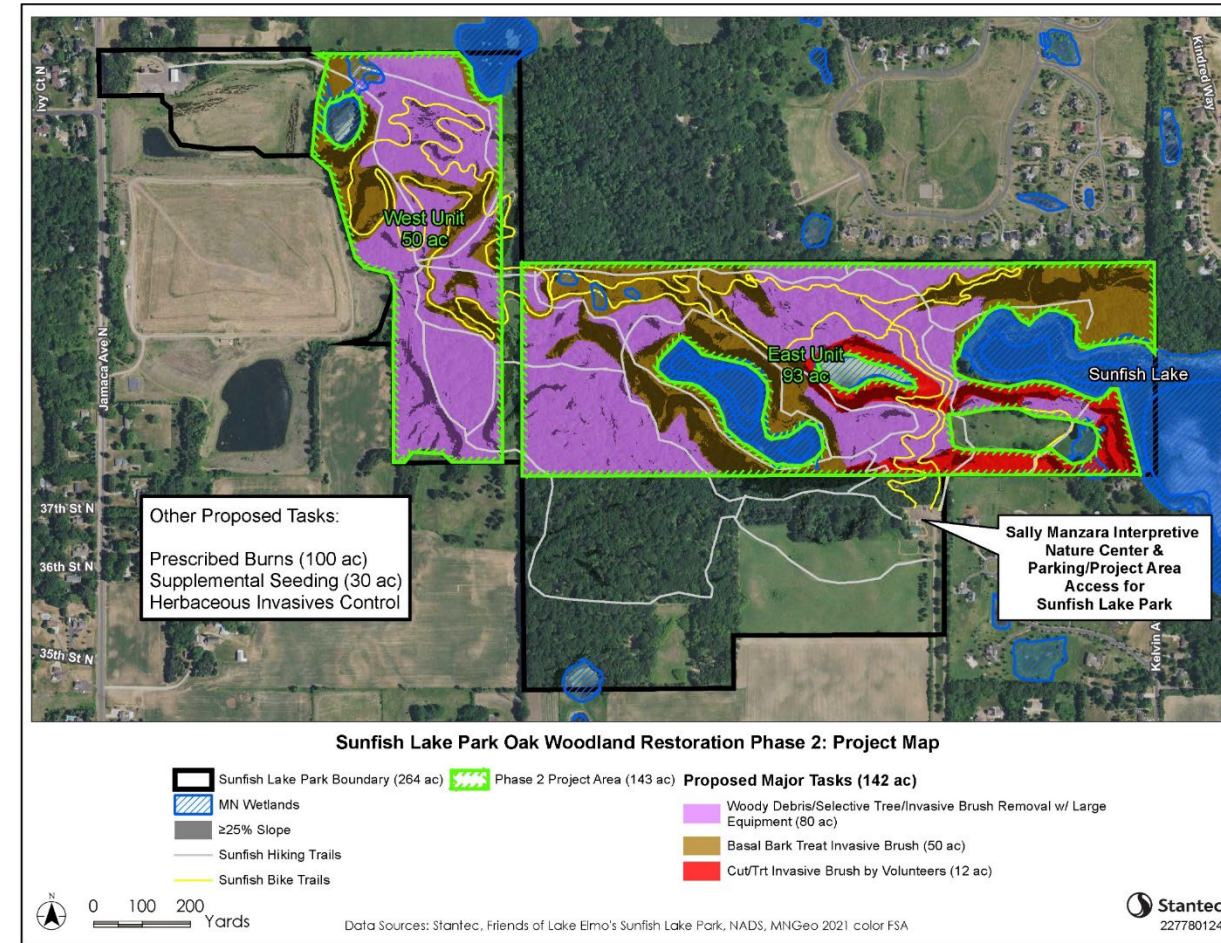 Ivy Ct N
Kindred Way
Jamaca Ave N
West Unit
50 ac
East Unit
93 ac
Sunfish Lake
37th St N
36th St N
35th St N
Other Proposed Tasks:
Prescribed Burns (100 ac)
Supplemental Seeding (30 ac)
Herbaceous Invasives Control
Sally Manzara Interpretive
Nature Center &
Parking/Project Area
Access for
Sunfish Lake Park
Kelvin A
Sunfish Lake Park Oak Woodland Restoration Phase 2: Project Map
Sunfish Lake Park Boundary (264 ac)
MN Wetlands
≥25% Slope
Sunfish Hiking Trails
Sunfish Bike Trails
Phase 2 Project Area (143 ac)
Proposed Major Tasks (142 ac)
Woody Debris/Selective Tree/Invasive Brush Removal w/ Large
Equipment (80 ac)
Basal Bark Treat Invasive Brush (50 ac)
Cut/Trt Invasive Brush by Volunteers (12 ac)
N
0 100 200 Yards
Data Sources: Stantec, Friends of Lake Elmo's Sunfish Lake Park, NADS, MNGeo 2021 color FSA
Stantec
227780124